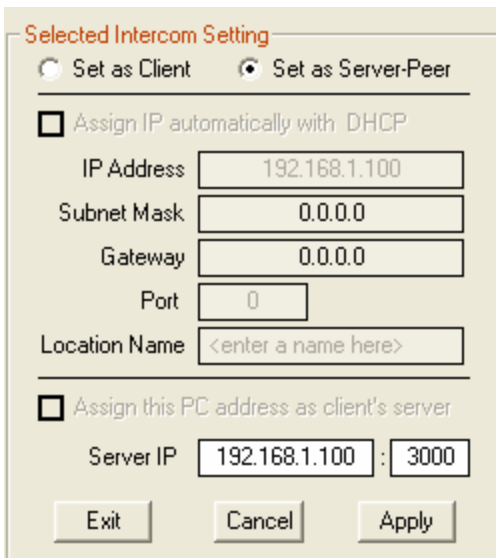 Selected Intercom Setting
Set as Client Set as Server-Peer
Assign IP automatically with DHCP
IP Address 192.168.1.100
Subnet Mask 0.0.0.0
Gateway 0.0.0.0
Port 0
Location Name <enter a name here>
Assign this PC address as client's server
Server IP 192.168.1.100 : 3000
Exit Cancel Apply